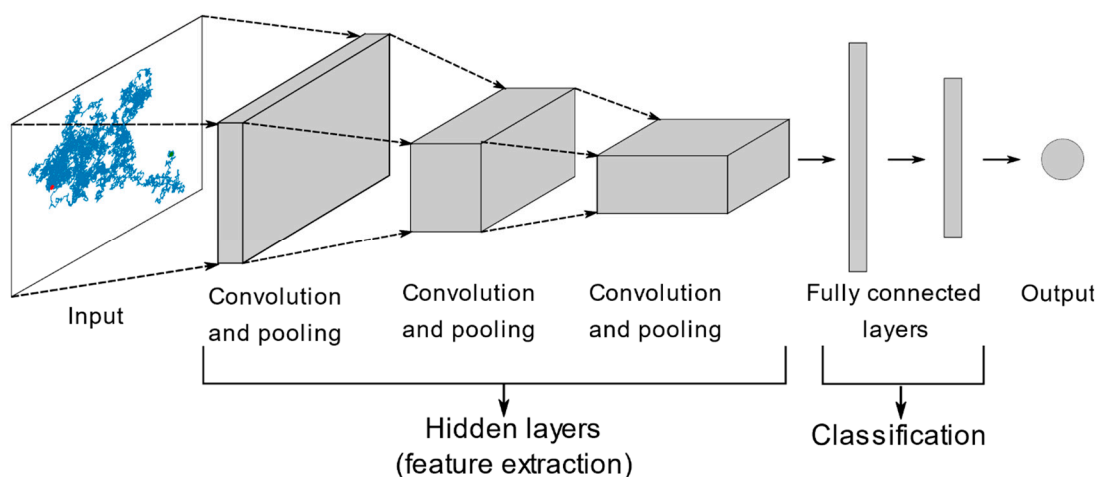 Input
Convolution
and pooling
Convolution
and pooling
Convolution
and pooling
Fully connected
layers
Output
Hidden layers
(feature extraction)
Classification